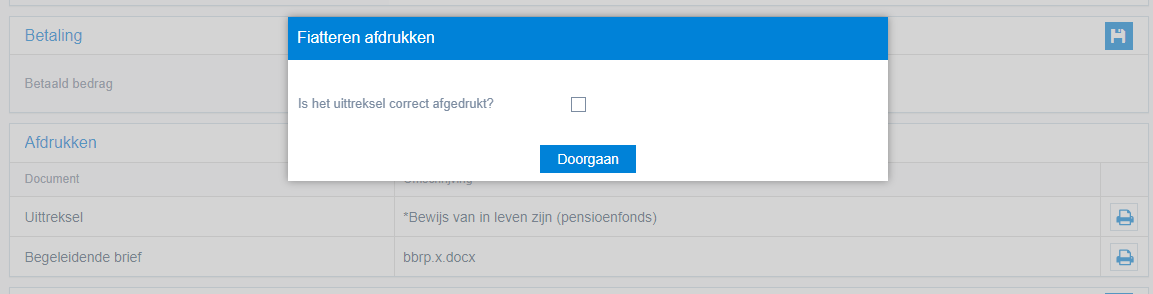 Betaling
Fiatteren afdrukken
Betaald bedrag
Is het uittreksel correct afgedrukt?
Doorgaan
Afdrukken
Document
Uittreksel
*Bewijs van in leven zijn (pensioenfonds)
Begeleidende brief
bbrp.x.docx